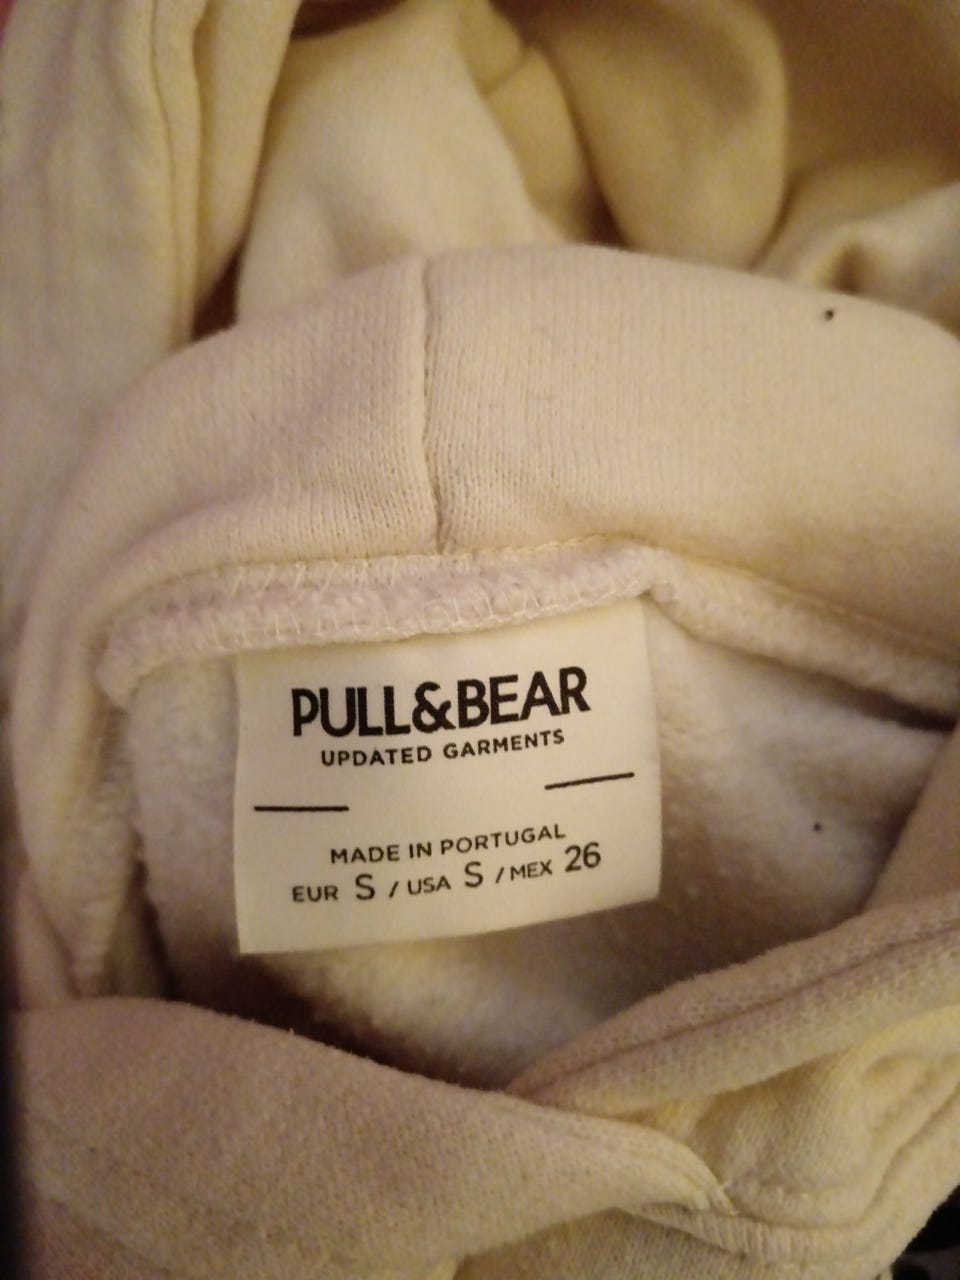 PULL&BEAR
UPDATED GARMENTS
MADE IN PORTUGAL
EUR S / USA S / MEX 26